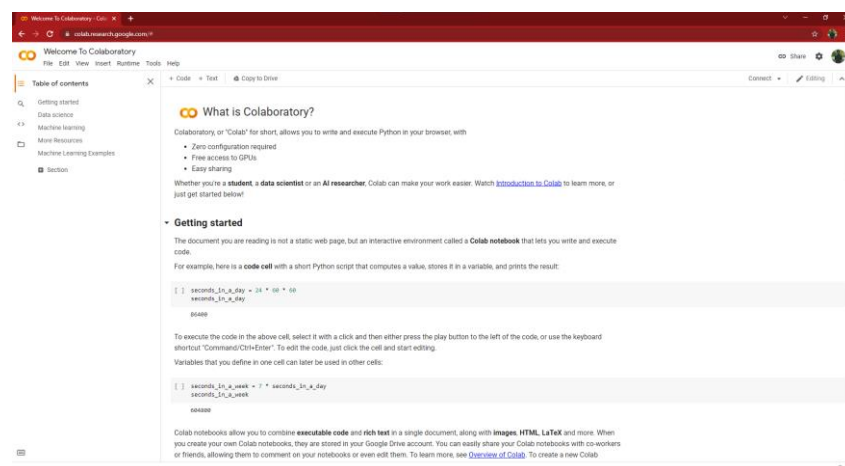 Welcome To Colaboratory - Cola
colab.research.google.com/#
Welcome To Colaboratory
File Edit View Insert Runtime Tools Help
Share
Table of contents
+ Code + Text Copy to Drive
Connect
Editing
Getting started
Data science
Machine learning
More Resources
Machine Learning Examples
Section
What is Colaboratory?
Colaboratory, or "Colab" for short, allows you to write and execute Python in your browser, with
• Zero configuration required
• Free access to GPUs
• Easy sharing
Whether you're a student, a data scientist or an AI researcher, Colab can make your work easier. Watch Introduction to Colab to learn more, or
just get started below!
Getting started
The document you are reading is not a static web page, but an interactive environment called a Colab notebook that lets you write and execute
code.
For example, here is a code cell with a short Python script that computes a value, stores it in a variable, and prints the result:
[ ] seconds_in_a_day = 24 * 60 * 60
seconds_in_a_day
86400
To execute the code in the above cell, select it with a click and then either press the play button to the left of the code, or use the keyboard
shortcut "Command/Ctrl+Enter". To edit the code, just click the cell and start editing.
Variables that you define in one cell can later be used in other cells:
[ ] seconds_in_a_week = 7 * seconds_in_a_day
seconds_in_a_week
604800
Colab notebooks allow you to combine executable code and rich text in a single document, along with images, HTML, LaTeX and more. When
you create your own Colab notebooks, they are stored in your Google Drive account. You can easily share your Colab notebooks with co-workers
or friends, allowing them to comment on your notebooks or even edit them. To learn more, see Overview of Colab. To create a new Colab